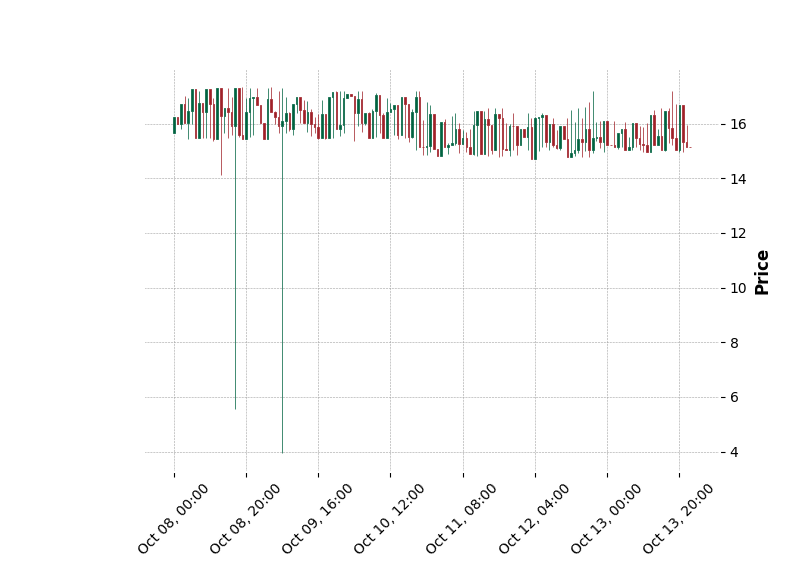 16
14
12
10
8
6
4
Price
Oct 08, 00:00
Oct 08, 20:00
Oct 09, 16:00
Oct 10, 12:00
Oct 11, 08:00
Oct 12, 04:00
Oct 13, 00:00
Oct 13, 20:00